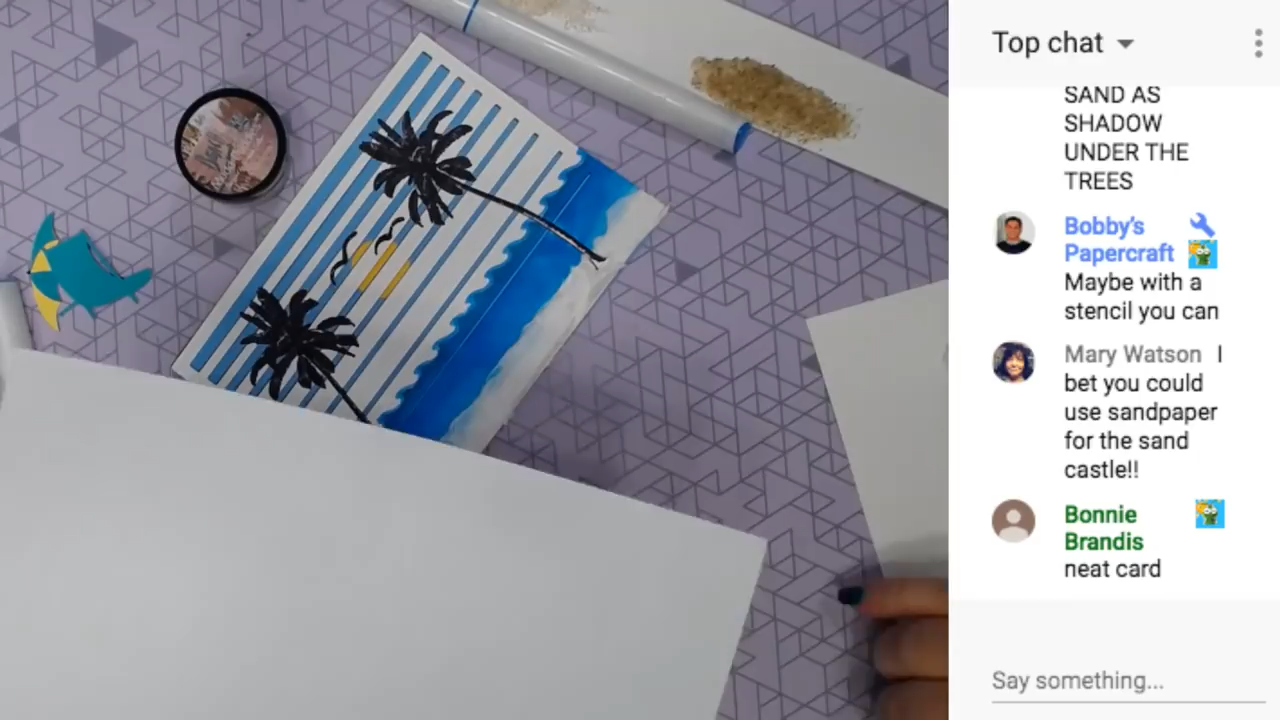 Top chat
SAND AS
SHADOW
UNDER THE
TREES
Bobby's
Papercraft
Maybe with a
stencil you can
Mary Watson I
bet you could
use sandpaper
for the sand
castle!!
Bonnie
Brandis
neat card
Say something...